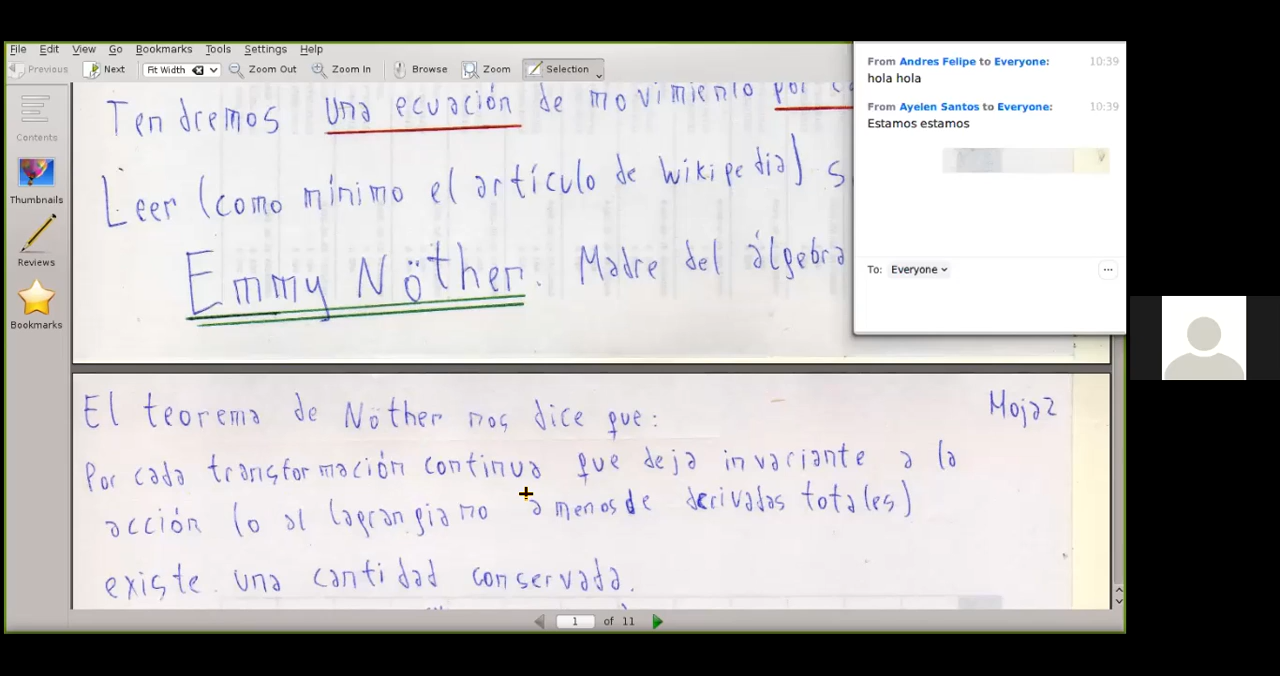 File Edit View Go Bookmarks Tools Settings Help
Previous Next Fit Width Zoom Out Zoom In Browse Zoom Selection
Contents
Thumbnails
Reviews
Bookmarks
Tendremos una ecuación de movimiento por
Leer (como mínimo el artículo de Wikipedia) s
Emmy Nöther. Madre del álgebra
El teorema de Nöther nos dice que: Hoja2
Por cada transformación continua que deja invariante a la
acción (o al lagrangiano a menos de derivadas totales)
existe una cantidad conservada.
1 of 11
From Andres Felipe to Everyone: 10:39
hola hola
From Ayelen Santos to Everyone: 10:39
Estamos estamos
To: Everyone